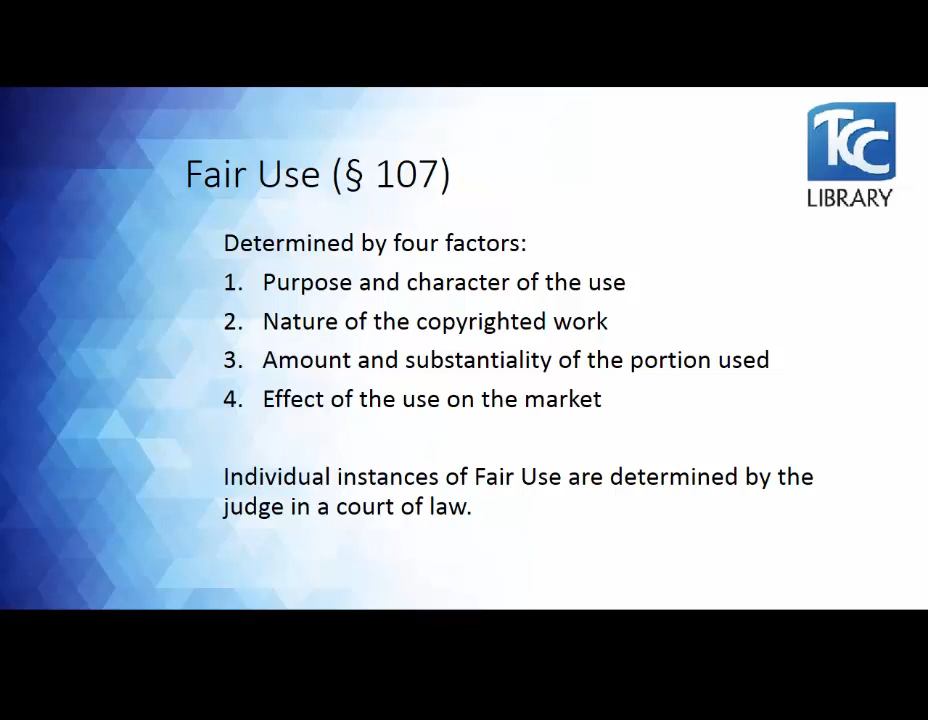 TCC
LIBRARY
Fair Use (§ 107)
Determined by four factors:
1. Purpose and character of the use
2. Nature of the copyrighted work
3. Amount and substantiality of the portion used
4. Effect of the use on the market
Individual instances of Fair Use are determined by the
judge in a court of law.